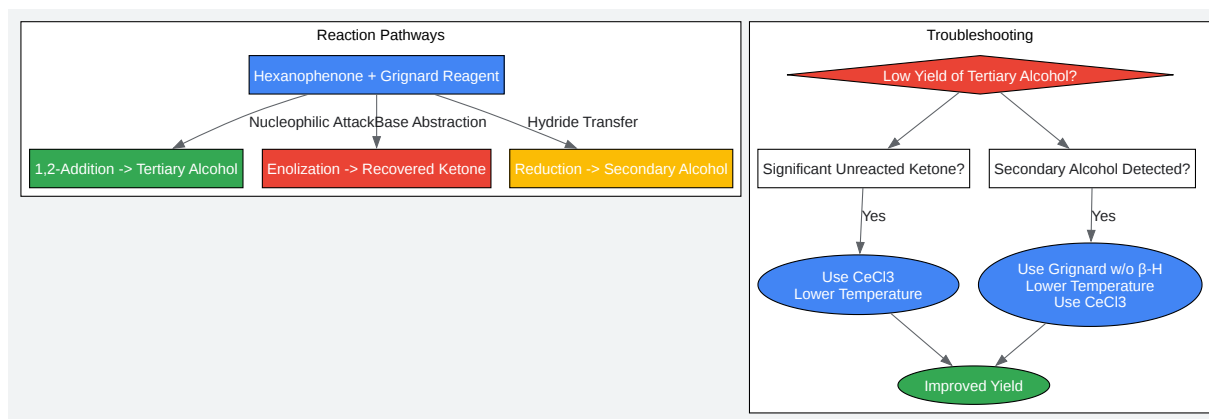 Reaction Pathways
Hexanophenone + Grignard Reagent
Nucleophilic Attack
Base Abstraction
Hydride Transfer
1,2-Addition -> Tertiary Alcohol
Enolization -> Recovered Ketone
Reduction -> Secondary Alcohol
Troubleshooting
Low Yield of Tertiary Alcohol?
Significant Unreacted Ketone?
Secondary Alcohol Detected?
Yes
Yes
Use CeCl3
Lower Temperature
Use Grignard w/o β-H
Lower Temperature
Use CeCl3
Improved Yield